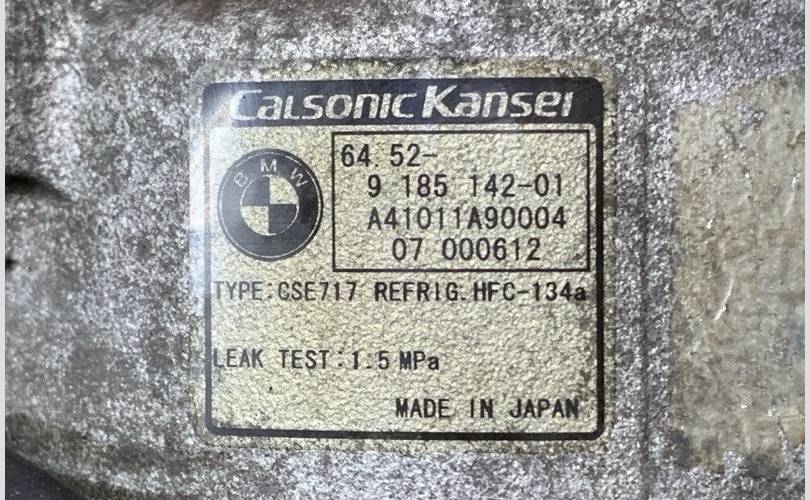 CALSONIC KANSEI
BMW
64 52-
9 185 142-01
A41011A90004
07 000612
TYPE:CSE717 REFRIG.HFC-134a
LEAK TEST:1.5 MPa
MADE IN JAPAN